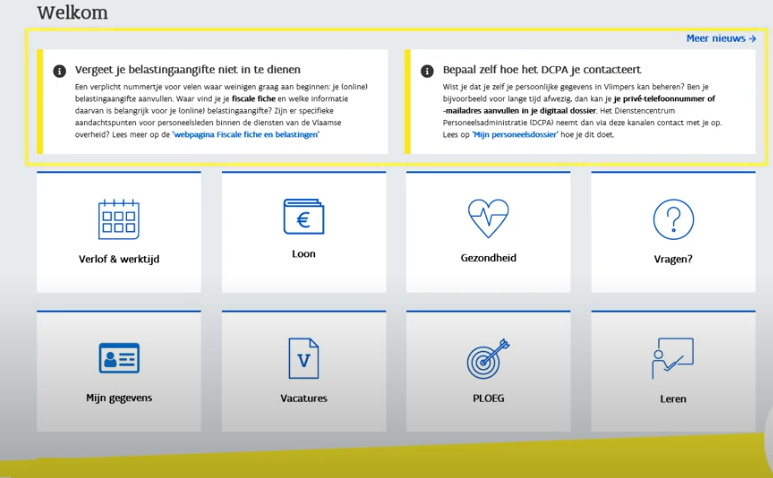 Welkom
Meer nieuws →
Vergeet je belastingaangifte niet in te dienen
Een verplicht nummertje voor velen waar weinigen graag aan beginnen: je (online)
belastingaangifte aanvullen. Waar vind je je fiscale fiche en welke informatie
daarvan is belangrijk voor je (online) belastingaangifte? Zijn er specifieke
aandachtspunten voor personeelsleden binnen de diensten van de Vlaamse
overheid? Lees meer op de 'webpagina Fiscale fiche en belastingen'
Bepaal zelf hoe het DCPA je contacteert
Wist je dat je zelf je persoonlijke gegevens in Vlimpers kan beheren? Ben je
bijvoorbeeld voor lange tijd afwezig, dan kan je je privé-telefoonnummer of
-mailadres aanvullen in je digitaal dossier. Het Dienstencentrum
Personeelsadministratie (DCPA) neemt dan via deze kanalen contact met je op.
Lees op 'Mijn personeelsdossier' hoe je dit doet.
Verlof & werktijd
Loon
Gezondheid
Vragen?
Mijn gegevens
V
Vacatures
PLOEG
Leren